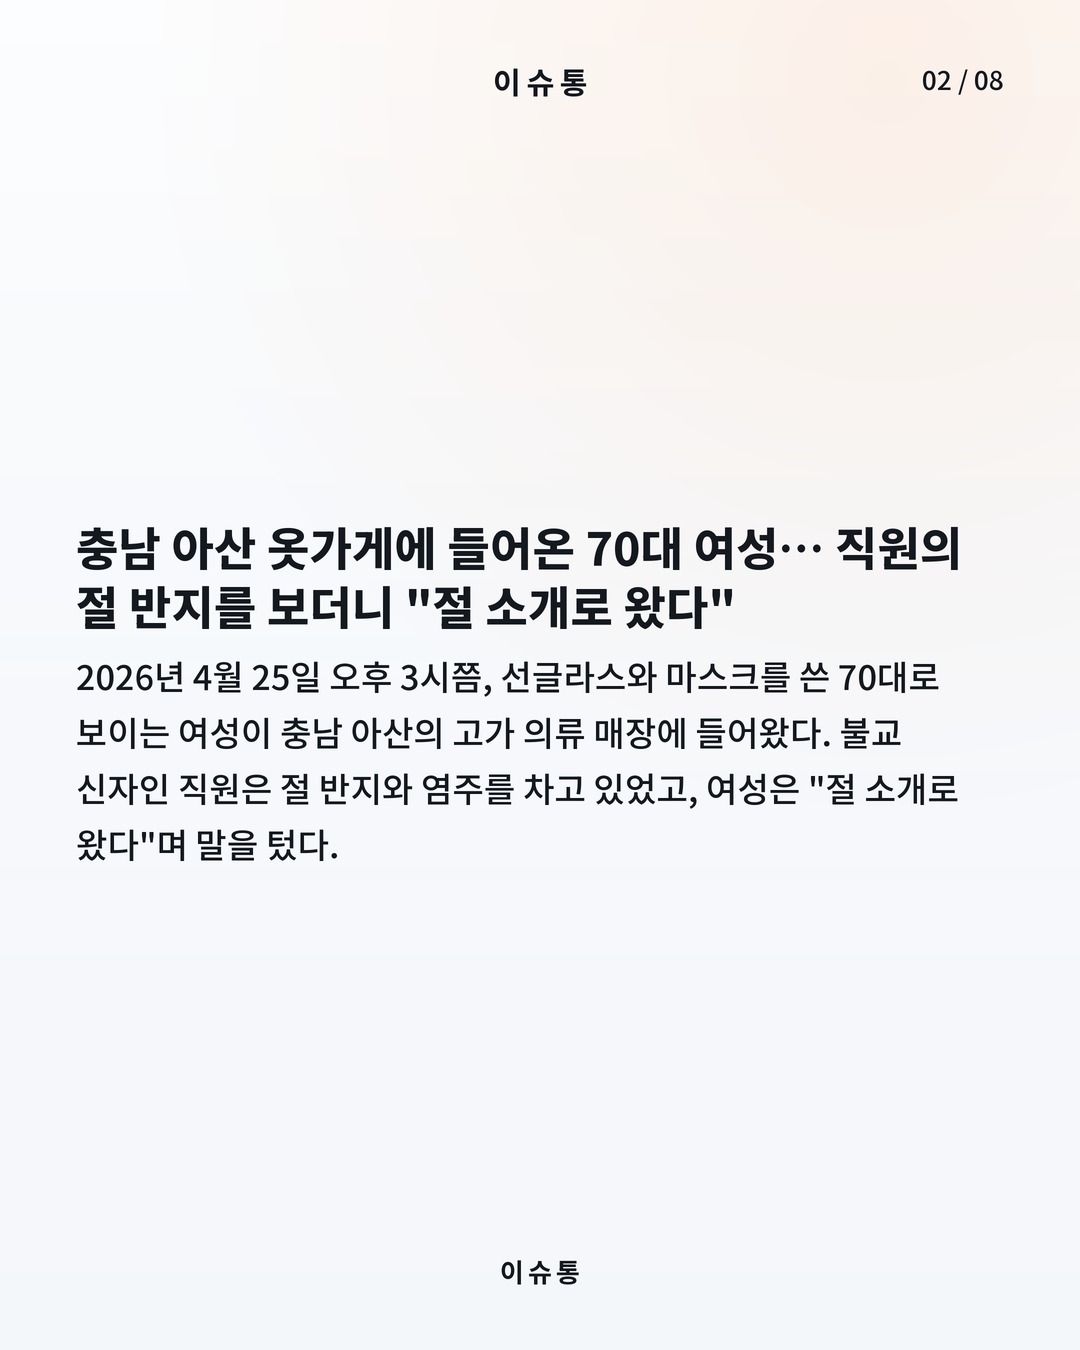 이슈통
02 / 08
충남 아산 옷가게에 들어온 70대 여성… 직원의
절 반지를 보더니 "절 소개로 왔다"
2026년 4월 25일 오후 3시쯤, 선글라스와 마스크를 쓴 70대로
보이는 여성이 충남 아산의 고가 의류 매장에 들어왔다. 불교
신자인 직원은 절 반지와 염주를 차고 있었고, 여성은 "절 소개로
왔다"며 말을 텄다.
이슈통